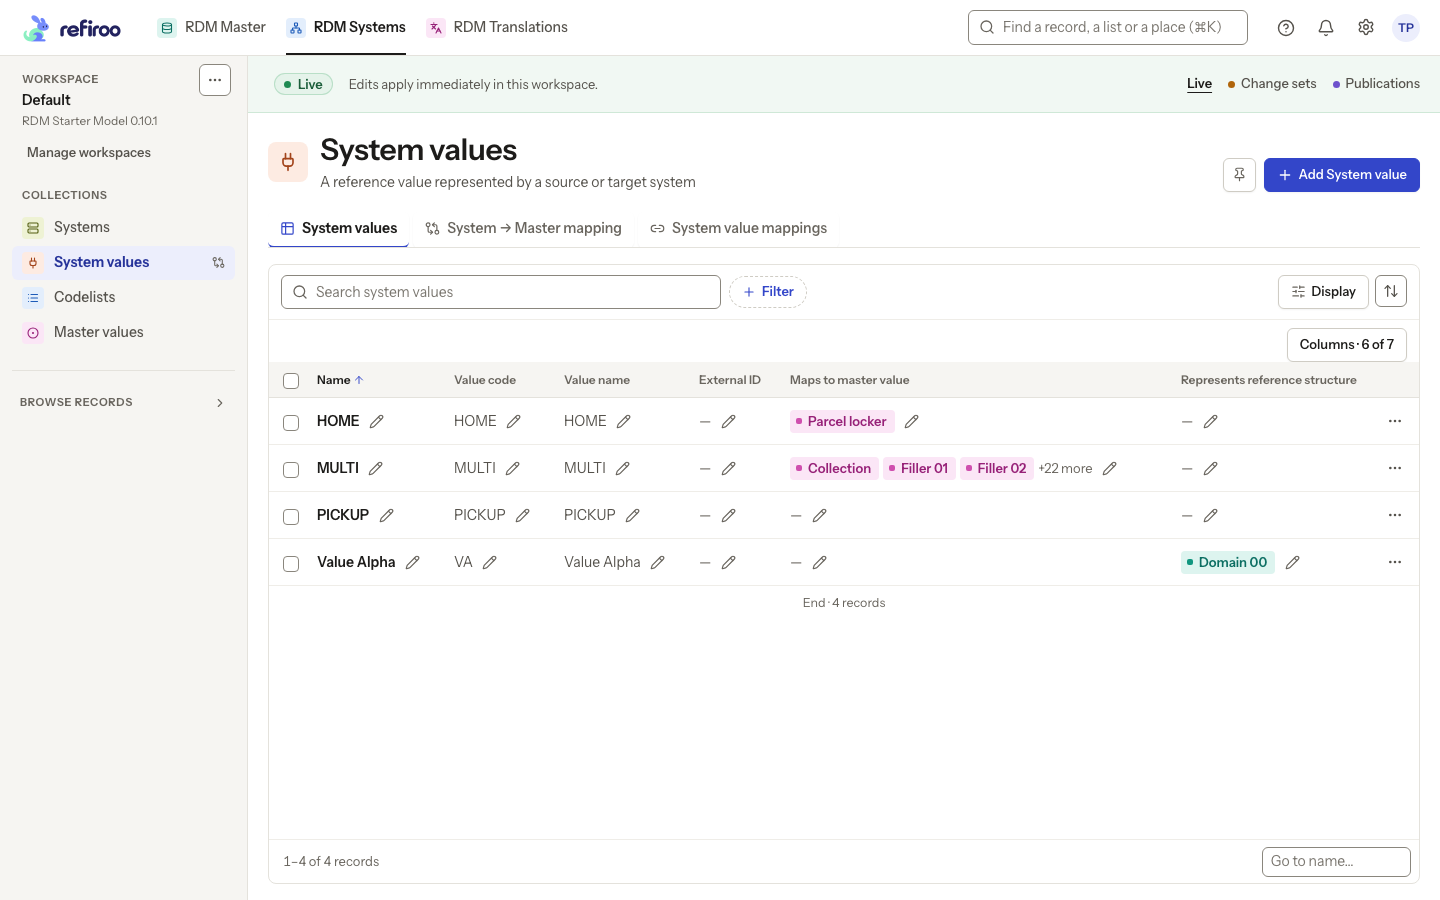 refiroo
RDM Master
RDM Systems
RDM Translations
Find a record, a list or a place (⌘K)
TP
WORKSPACE
Default
RDM Starter Model 0.10.1
Manage workspaces
COLLECTIONS
Systems
System values
Codelists
Master values
BROWSE RECORDS
Live
Edits apply immediately in this workspace.
Live
Change sets
Publications
System values
A reference value represented by a source or target system
Add System value
System values
System → Master mapping
System value mappings
Search system values
+ Filter
Display
Columns · 6 of 7
Name ↑ Value code Value name External ID Maps to master value Represents reference structure
HOME HOME HOME — Parcel locker — ···
MULTI MULTI MULTI — Collection Filler 01 Filler 02 +22 more — ···
PICKUP PICKUP PICKUP — — — ···
Value Alpha VA Value Alpha — — Domain 00 ···
End · 4 records
1–4 of 4 records
Go to name...